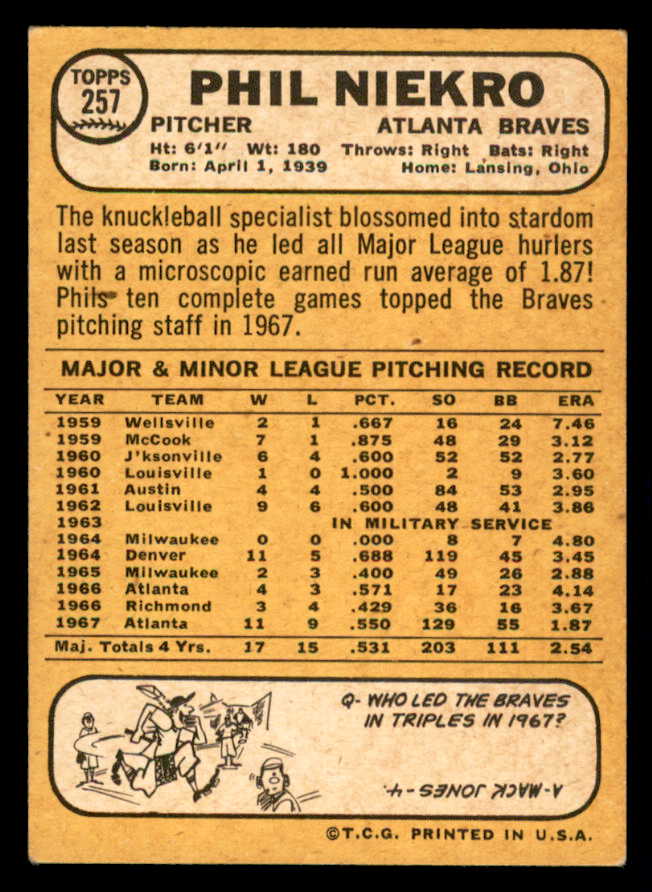 TOPPS
257
PHIL NIEKRO
PITCHER ATLANTA BRAVES
Ht: 6'1" Wt: 180 Throws: Right Bats: Right
Born: April 1, 1939 Home: Lansing, Ohio
The knuckleball specialist blossomed into stardom
last season as he led all Major League hurlers
with a microscopic earned run average of 1.87!
Phils ten complete games topped the Braves
pitching staff in 1967.
MAJOR & MINOR LEAGUE PITCHING RECORD
YEAR TEAM W L PCT. SO BB ERA
1959 Wellsville 2 1 .667 16 24 7.46
1959 McCook 7 1 .875 48 29 3.12
1960 J'ksonville 6 4 .600 52 52 2.77
1960 Louisville 1 0 1.000 2 9 3.60
1961 Austin 4 4 .500 84 53 2.95
1962 Louisville 9 6 .600 48 41 3.86
1963 IN MILITARY SERVICE
1964 Milwaukee 0 0 .000 8 7 4.80
1964 Denver 11 5 .688 119 45 3.45
1965 Milwaukee 2 3 .400 49 26 2.88
1966 Atlanta 4 3 .571 17 23 4.14
1966 Richmond 3 4 .429 36 16 3.67
1967 Atlanta 11 9 .550 129 55 1.87
Maj. Totals 4 Yrs. 17 15 .531 203 111 2.54
Q- WHO LED THE BRAVES
IN TRIPLES IN 1967?
A- MACK JONES - 4.
©T.C.G. PRINTED IN U.S.A.